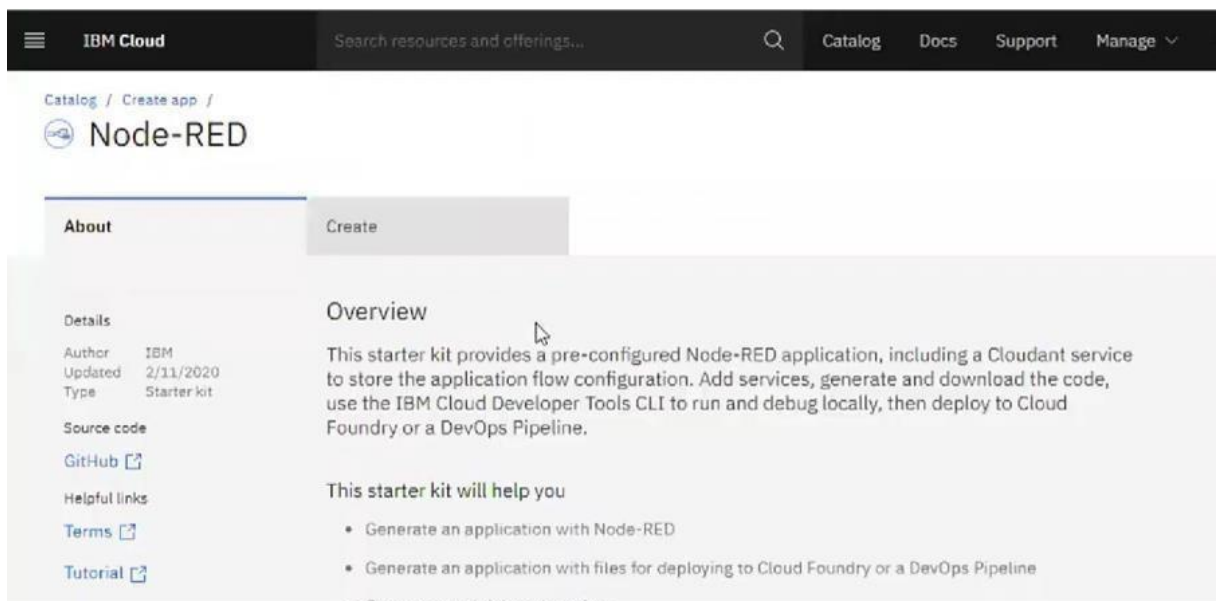 IBM Cloud
Search resources and offerings...
Catalog
Docs
Support
Manage
Catalog / Create app /
Node-RED
About
Create
Details
Author IBM
Updated 2/11/2020
Type Starter kit
Source code
GitHub
Helpful links
Terms
Tutorial
Overview
This starter kit provides a pre-configured Node-RED application, including a Cloudant service
to store the application flow configuration. Add services, generate and download the code,
use the IBM Cloud Developer Tools CLI to run and debug locally, then deploy to Cloud
Foundry or a DevOps Pipeline.
This starter kit will help you
• Generate an application with Node-RED
• Generate an application with files for deploying to Cloud Foundry or a DevOps Pipeline